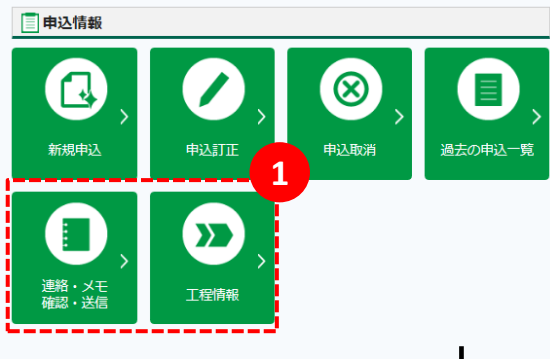 申込情報
新規申込
申込訂正
申込取消
過去の申込一覧
1
連絡・メモ
確認・送信
工程情報